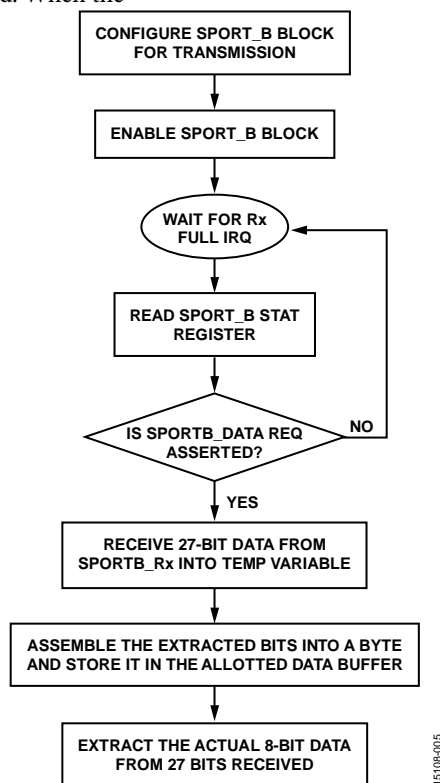 d. When the
CONFIGURE SPORT_B BLOCK
FOR TRANSMISSION
ENABLE SPORT_B BLOCK
WAIT FOR Rx
FULL IRQ
READ SPORT_B STAT
REGISTER
IS SPORTB_DATA REQ
ASSERTED?
NO
YES
RECEIVE 27-BIT DATA FROM
SPORTB_Rx INTO TEMP VARIABLE
ASSEMBLE THE EXTRACTED BITS INTO A BYTE
AND STORE IT IN THE ALLOTTED DATA BUFFER
EXTRACT THE ACTUAL 8-BIT DATA
FROM 27 BITS RECEIVED
15108-005